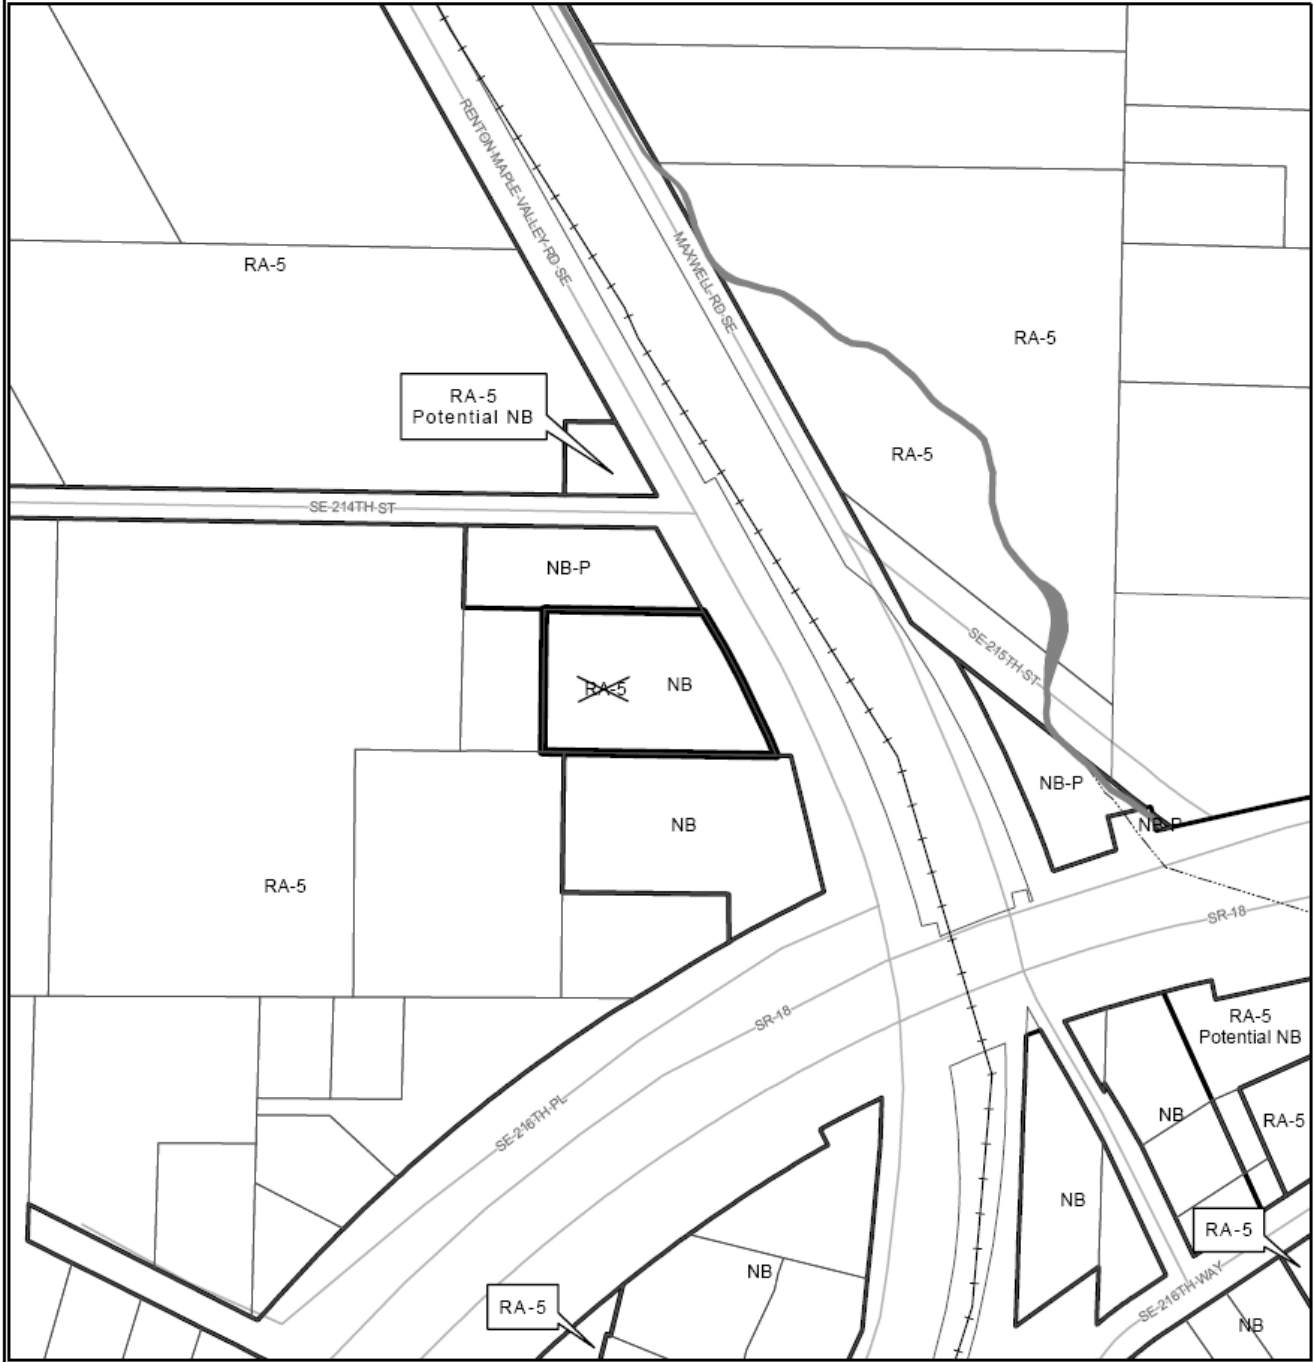 RENTON-MAPLE-VALLEY-RD-SE
MAXWELL-RD-SE
RA-5
RA-5
RA-5
Potential NB
RA-5
SE-214TH-ST
NB-P
SE-215TH-ST
RA-5
NB
NB-P
NB-P
NB
RA-5
SR-18
SR-18
RA-5
Potential NB
SE-216TH-PL
NB
RA-5
NB
RA-5
NB
SE-216TH-WAY
RA-5
NB